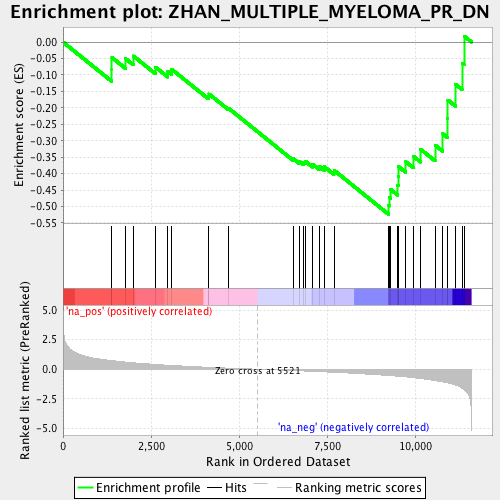 Enrichment plot: ZHAN_MULTIPLE_MYELOMA_PR_DN
Enrichment score (ES)
0.00
-0.05
-0.10
-0.15
-0.20
-0.25
-0.30
-0.35
-0.40
-0.45
-0.50
-0.55
'na_pos' (positively correlated)
Ranked list metric (PreRanked)
5.0
2.5
0.0
-2.5
-5.0
Zero cross at 5521
'na_neg' (negatively correlated)
0
2,500
5,000
7,500
10,000
Rank in Ordered Dataset
Enrichment profile
Hits
Ranking metric scores